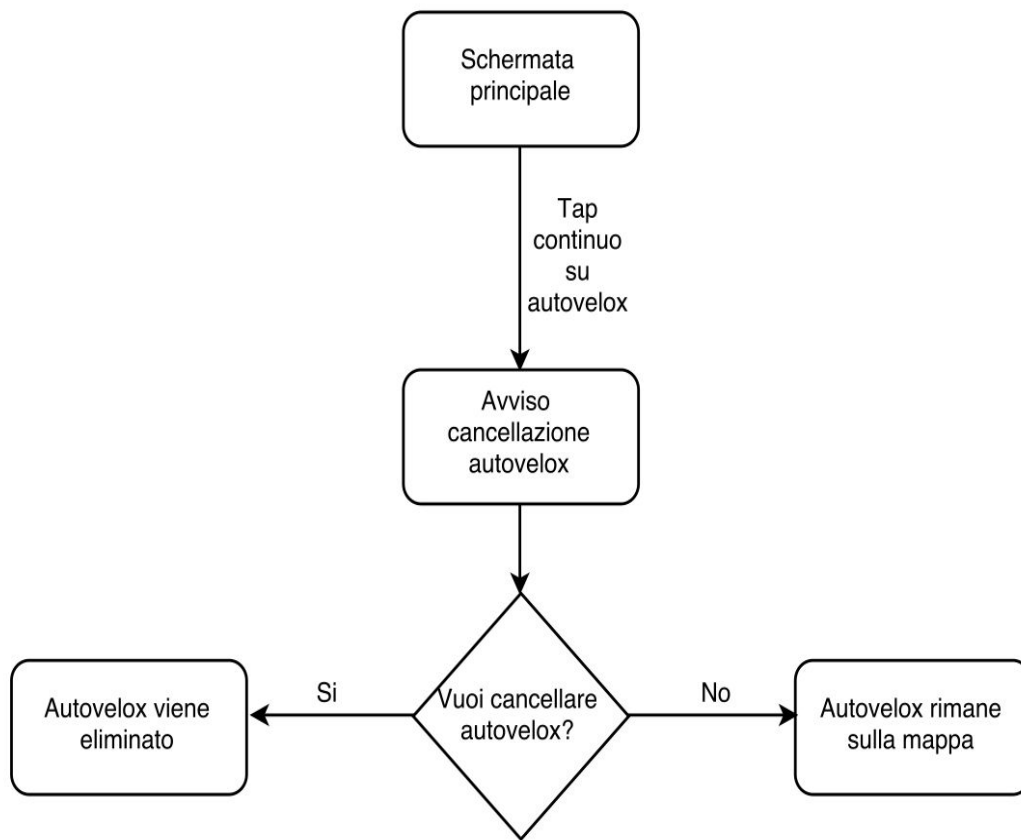 Schermata
principale
Tap
continuo
su
autovelox
Avviso
cancellazione
autovelox
Vuoi cancellare
autovelox?
Si
No
Autovelox viene
eliminato
Autovelox rimane
sulla mappa